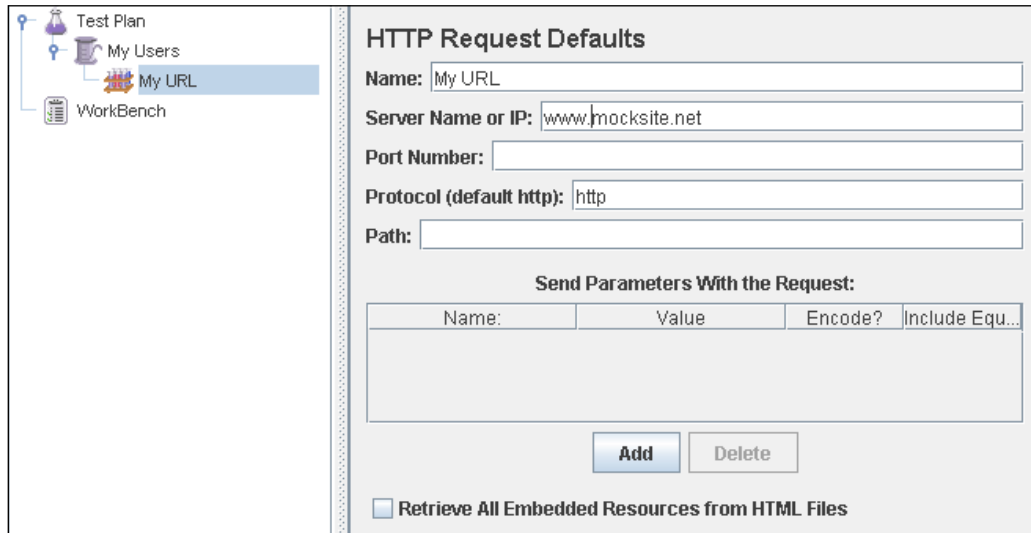 Test Plan
My Users
My URL
WorkBench
HTTP Request Defaults
Name: My URL
Server Name or IP: www.mocksite.net
Port Number:
Protocol (default http): http
Path:
Send Parameters With the Request:
Name: Value Encode? Include Equ...
Add Delete
Retrieve All Embedded Resources from HTML Files